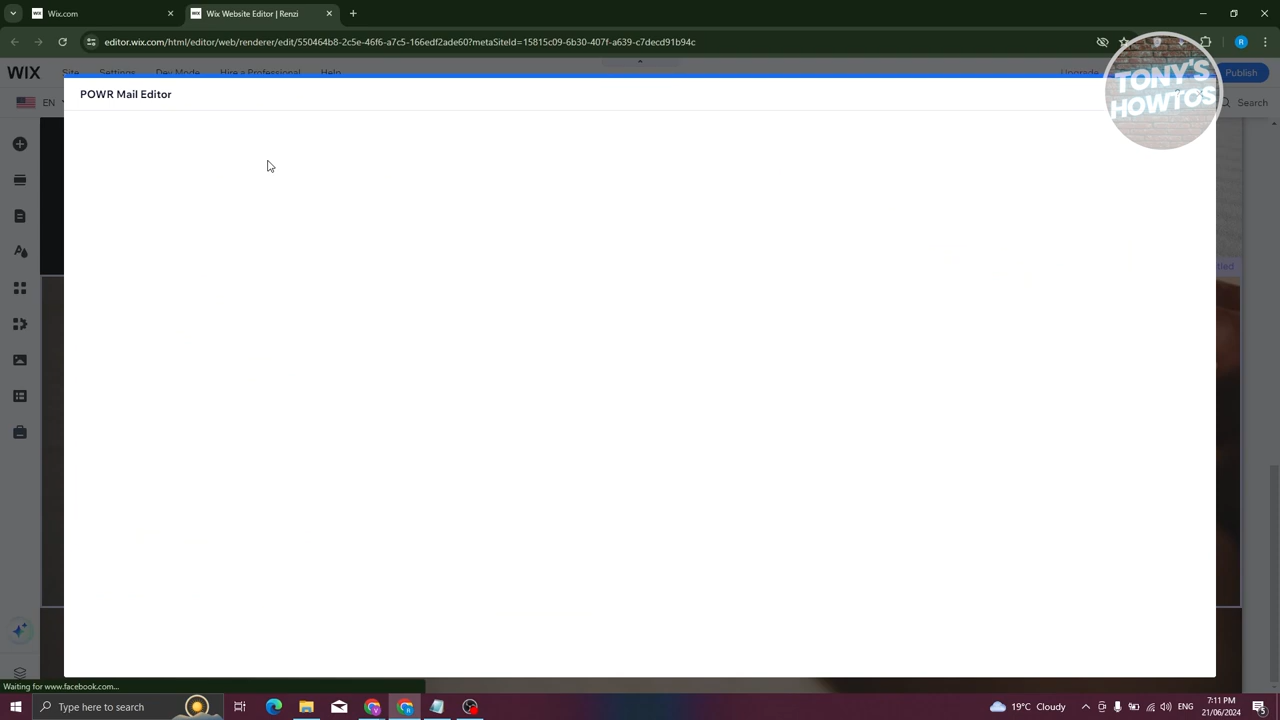 Wix.com
Wix Website Editor | Renzi
editor.wix.com/html/editor/web/renderer/edit/550464b8-2c5e-46f6-a7c5-166edf2ade60?metaSiteId=15815c09-6b30-407f-a639-c7decd91b94c
R
WIX
Site
Settings
Dev Mode
Hire a Professional
Help
Upgrade
Publish
POWR Mail Editor
TONY'S
HOWTOS
EN
Search
Waiting for www.facebook.com...
Type here to search
19°C Cloudy
ENG
7:11 PM
21/06/2024